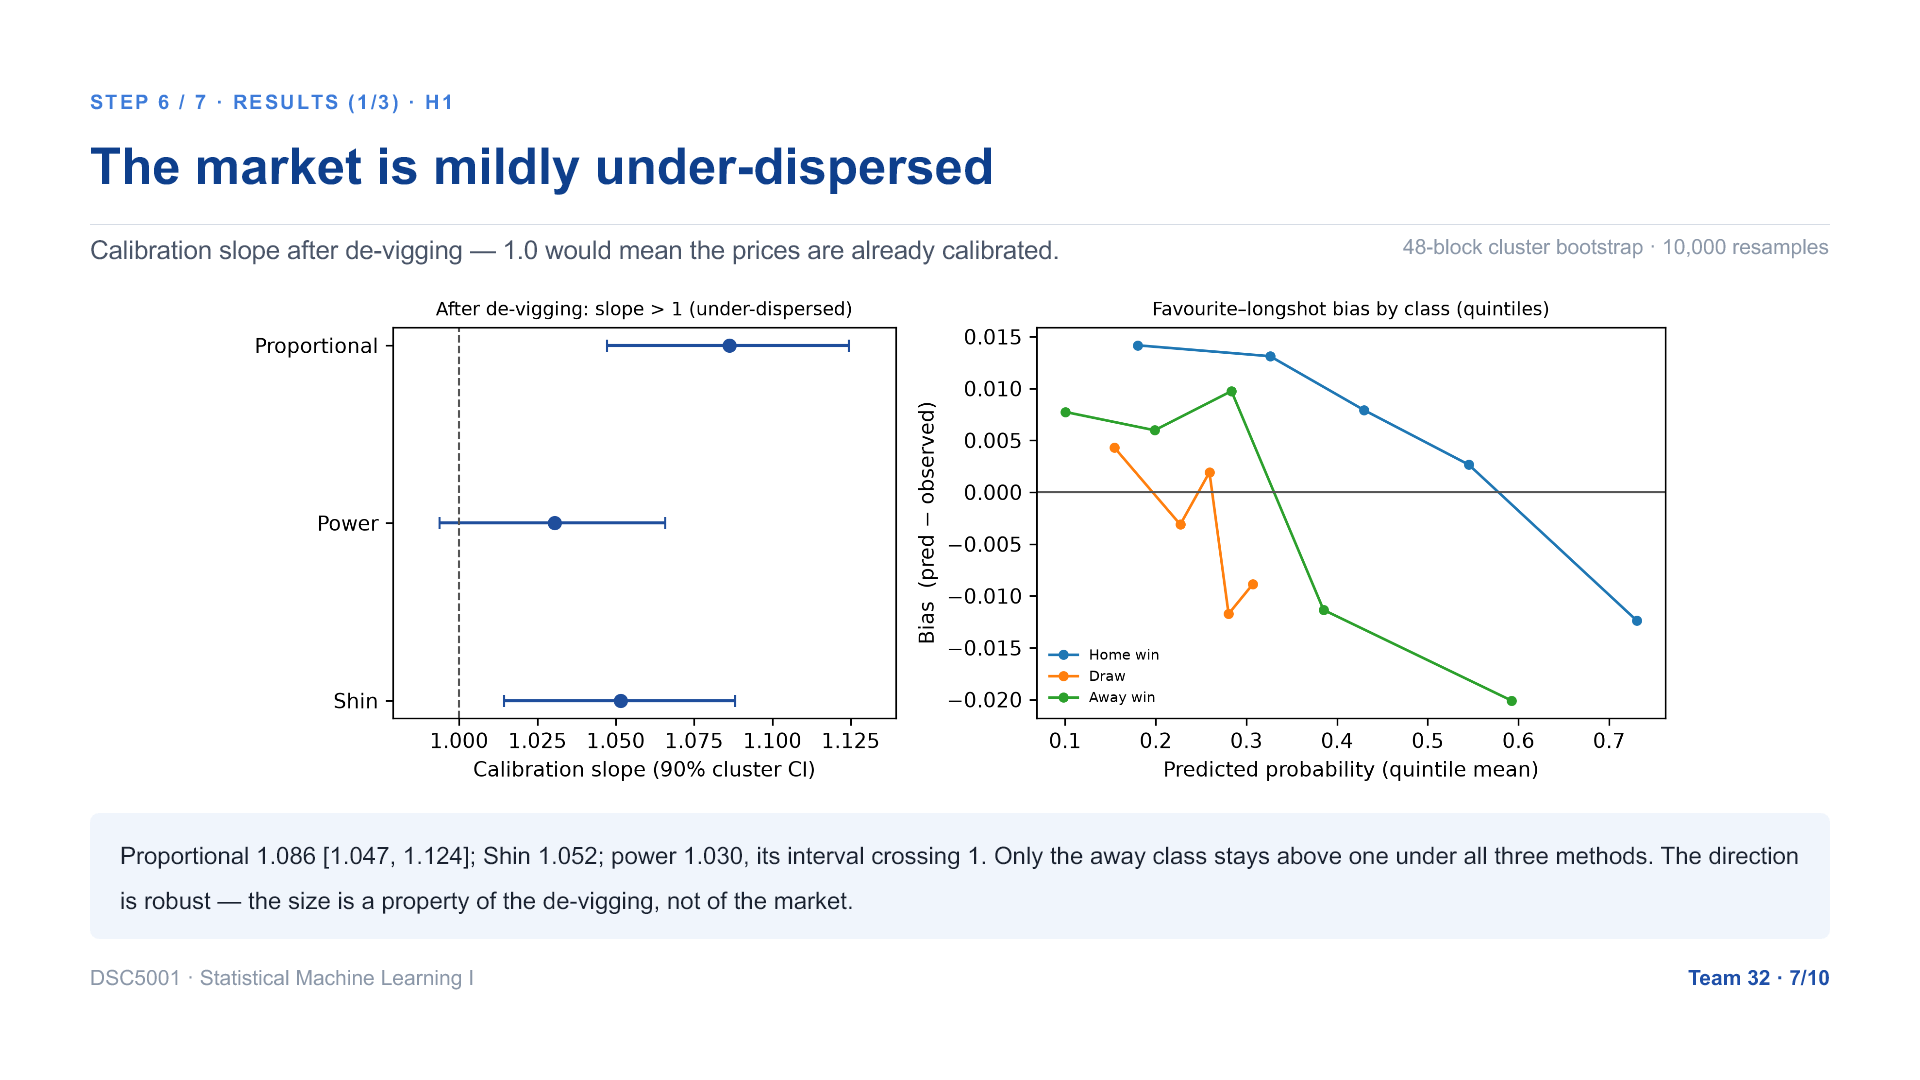 STEP 6 / 7 · RESULTS (1/3) · H1
The market is mildly under-dispersed
Calibration slope after de-vigging — 1.0 would mean the prices are already calibrated.
48-block cluster bootstrap · 10,000 resamples
After de-vigging: slope > 1 (under-dispersed)
Proportional
Power
Shin
1.000 1.025 1.050 1.075 1.100 1.125
Calibration slope (90% cluster CI)
Favourite–longshot bias by class (quintiles)
Bias (pred − observed)
0.015
0.010
0.005
0.000
−0.005
−0.010
−0.015
−0.020
Home win
Draw
Away win
0.1 0.2 0.3 0.4 0.5 0.6 0.7
Predicted probability (quintile mean)
Proportional 1.086 [1.047, 1.124]; Shin 1.052; power 1.030, its interval crossing 1. Only the away class stays above one under all three methods. The direction
is robust — the size is a property of the de-vigging, not of the market.
DSC5001 · Statistical Machine Learning I
Team 32 · 7/10